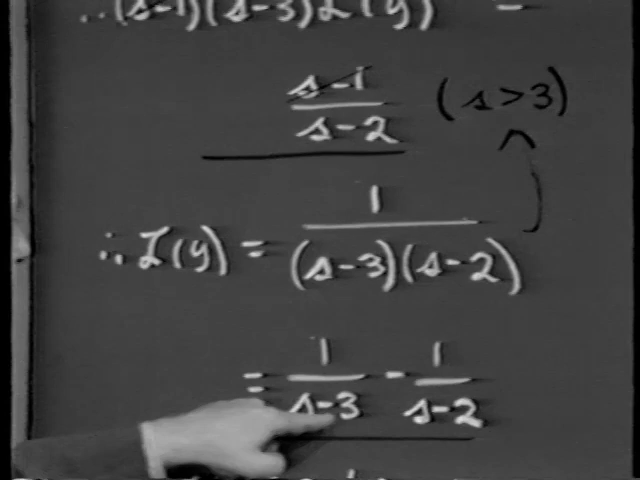 ∴ (s-1)(s-3)ℒ(y) =
s-1 / s-2 (s>3)
∴ ℒ(y) = 1 / (s-3)(s-2)
= 1 / s-3 - 1 / s-2